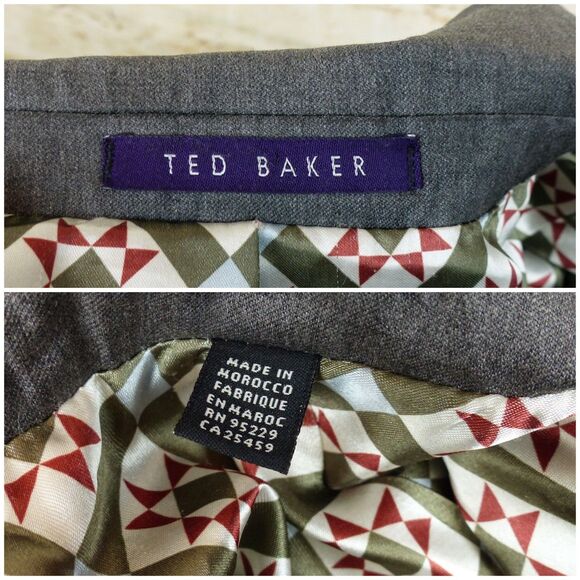 TED BAKER
MADE IN
MOROCCO
FABRIQUE
EN MAROC
RN 95229
CA 25459